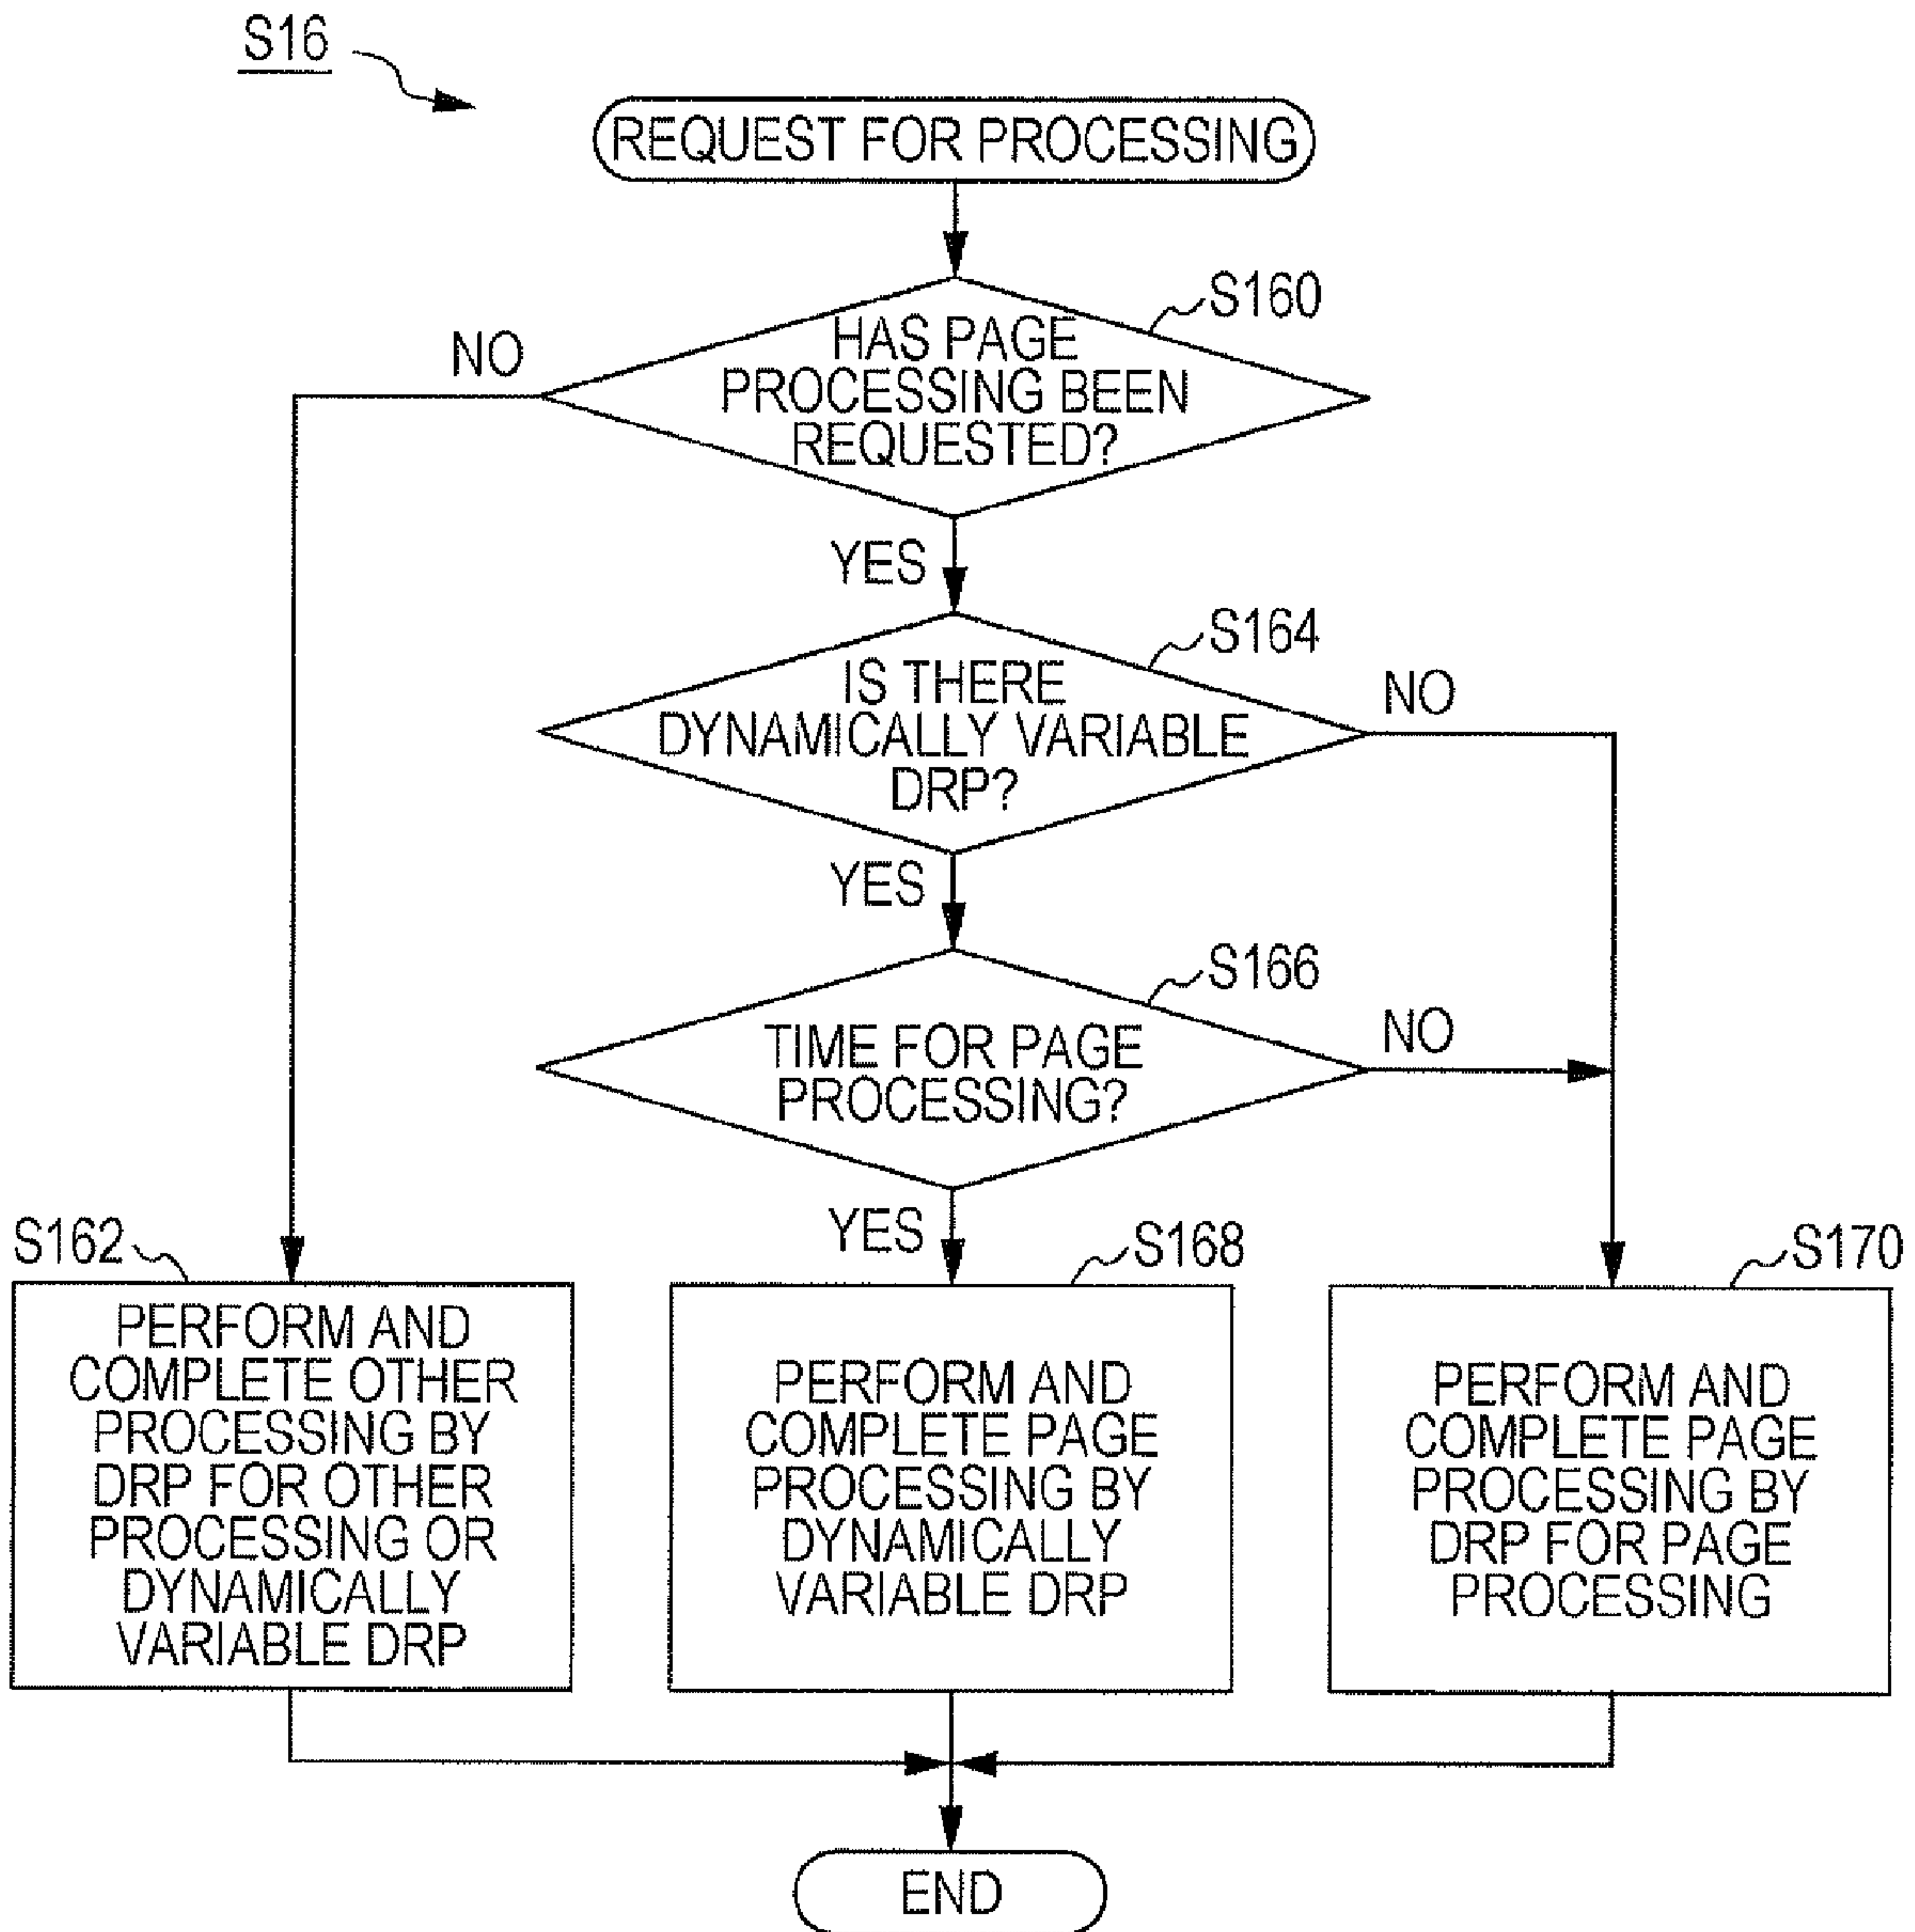 S16
REQUEST FOR PROCESSING
S160
NO
HAS PAGE
PROCESSING BEEN
REQUESTED?
YES
S164
IS THERE
DYNAMICALLY VARIABLE
DRP?
NO
YES
S166
TIME FOR PAGE
PROCESSING?
NO
YES
S162
PERFORM AND
COMPLETE OTHER
PROCESSING BY
DRP FOR OTHER
PROCESSING OR
DYNAMICALLY
VARIABLE DRP
S168
PERFORM AND
COMPLETE PAGE
PROCESSING BY
DYNAMICALLY
VARIABLE DRP
S170
PERFORM AND
COMPLETE PAGE
PROCESSING BY
DRP FOR PAGE
PROCESSING
END